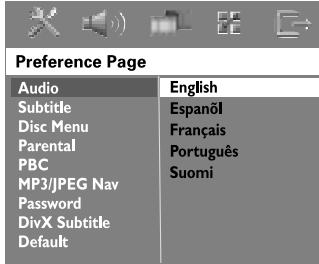 Preference Page
Audio
Subtitle
Disc Menu
Parental
PBC
MP3/JPEG Nav
Password
DivX Subtitle
Default
English
Espanõl
Français
Português
Suomi